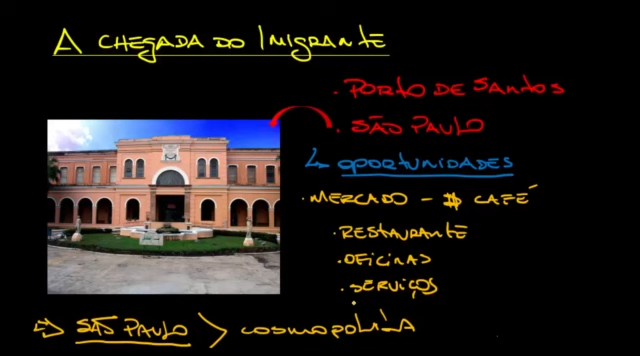 A CHEGADA DO IMIGRANTE
. PORTO DE SANTOS
. SÃO PAULO
↳ OPORTUNIDADES
. MERCADO - $ CAFÉ
. RESTAURANTE
. OFICINAS
. SERVIÇOS
⇒ SÃO PAULO > COSMOPOLITA